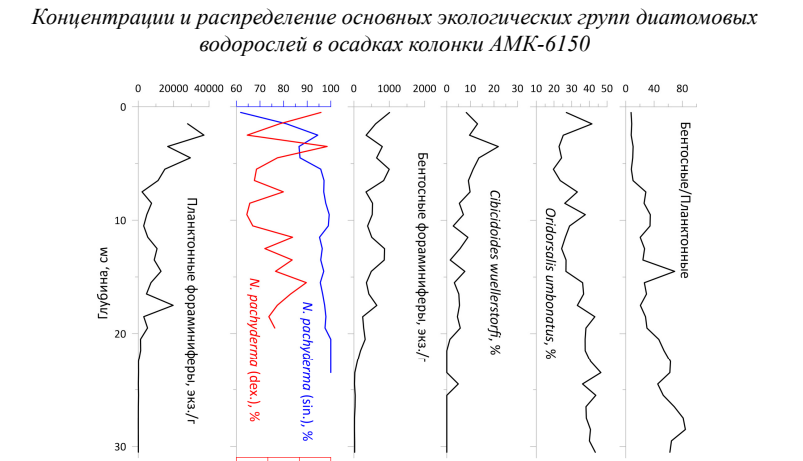 Концентрации и распределение основных экологических групп диатомовых
водорослей в осадках колонки АМК-6150
0 20000 40000 60 70 80 90 100 0 1000 2000 0 10 20 30 10 20 30 40 50 0 40 80
0
10
20
30
Глубина, см
Планктонные фораминиферы, экз./г
N. pachyderma (dex.), %
N. pachyderma (sin.), %
Бентосные фораминиферы, экз./г
Cibicidoides wuellerstorfi, %
Oridorsalis umbonatus, %
Бентосные/Планктонные